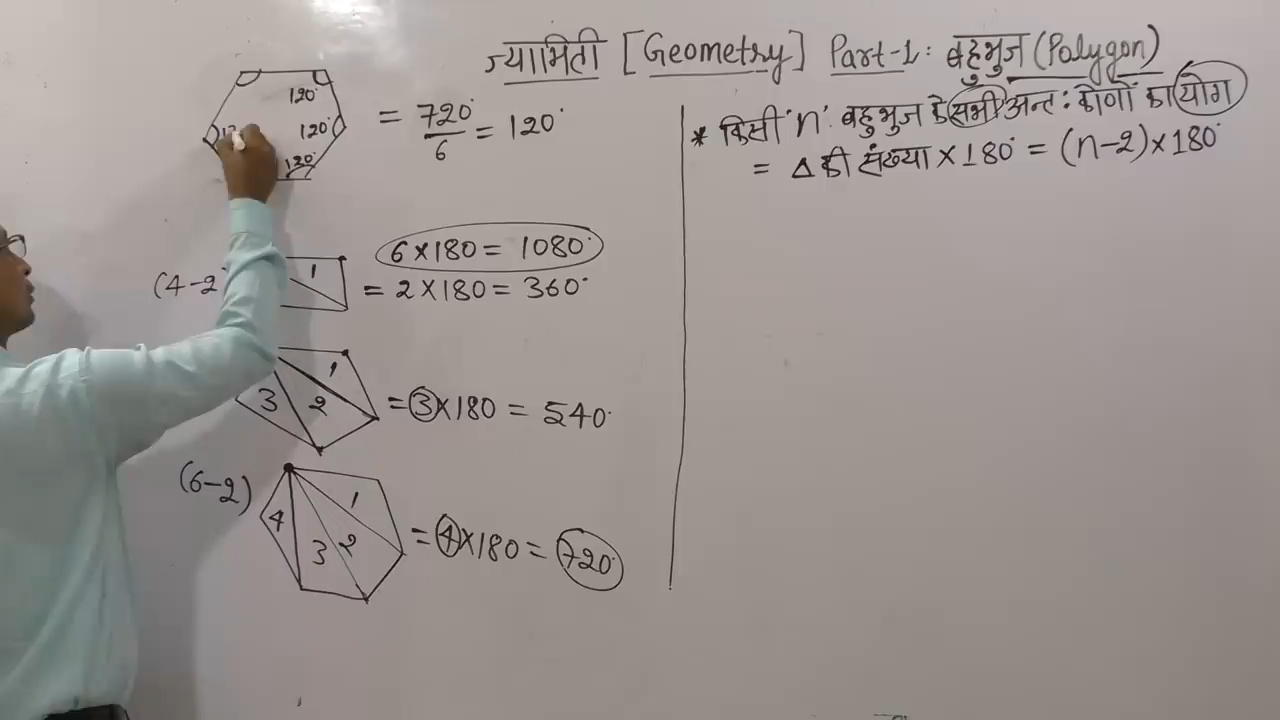 ज्यामिती [Geometry] Part-1: बहुभुज (Polygon)
120°
120°
120°
12
= 720° / 6 = 120°
6 × 180 = 1080°
(4-2
1
= 2 × 180 = 360°
1
2
3
= 3 × 180 = 540°
(6-2)
1
2
3
4
= 4 × 180 = 720°
* किसी 'n' बहुभुज के सभी अन्त: कोणों का योग
= Δ की संख्या × 180° = (n-2) × 180°